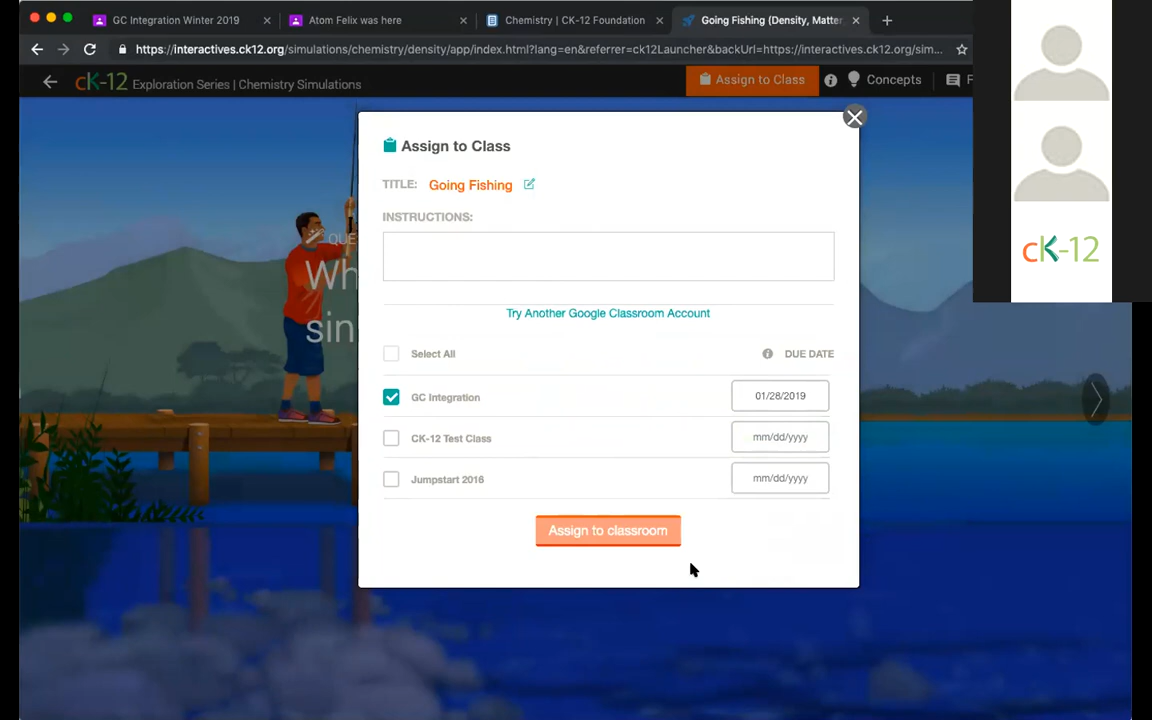 GC Integration Winter 2019
Atom Felix was here
Chemistry | CK-12 Foundation
Going Fishing (Density, Matter,
https://interactives.ck12.org/simulations/chemistry/density/app/index.html?lang=en&referrer=ck12Launcher&backUrl=https://interactives.ck12.org/sim...
cK-12 Exploration Series | Chemistry Simulations
Assign to Class
Concepts
F
cK-12
QUE
Wh
sin
Assign to Class
TITLE: Going Fishing
INSTRUCTIONS:
Try Another Google Classroom Account
Select All
DUE DATE
GC Integration
01/28/2019
CK-12 Test Class
mm/dd/yyyy
Jumpstart 2016
mm/dd/yyyy
Assign to classroom